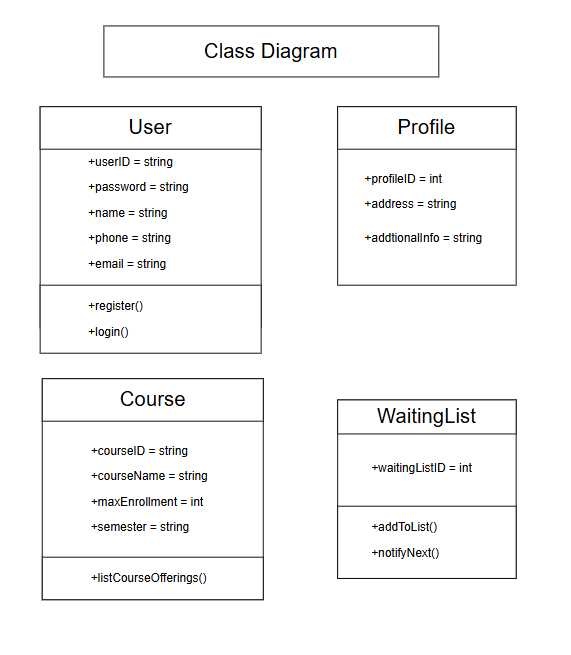 Class Diagram
User
+userID = string
+password = string
+name = string
+phone = string
+email = string
+register()
+login()
Profile
+profileID = int
+address = string
+addtionalInfo = string
Course
+courseID = string
+courseName = string
+maxEnrollment = int
+semester = string
+listCourseOfferings()
WaitingList
+waitingListID = int
+addToList()
+notifyNext()